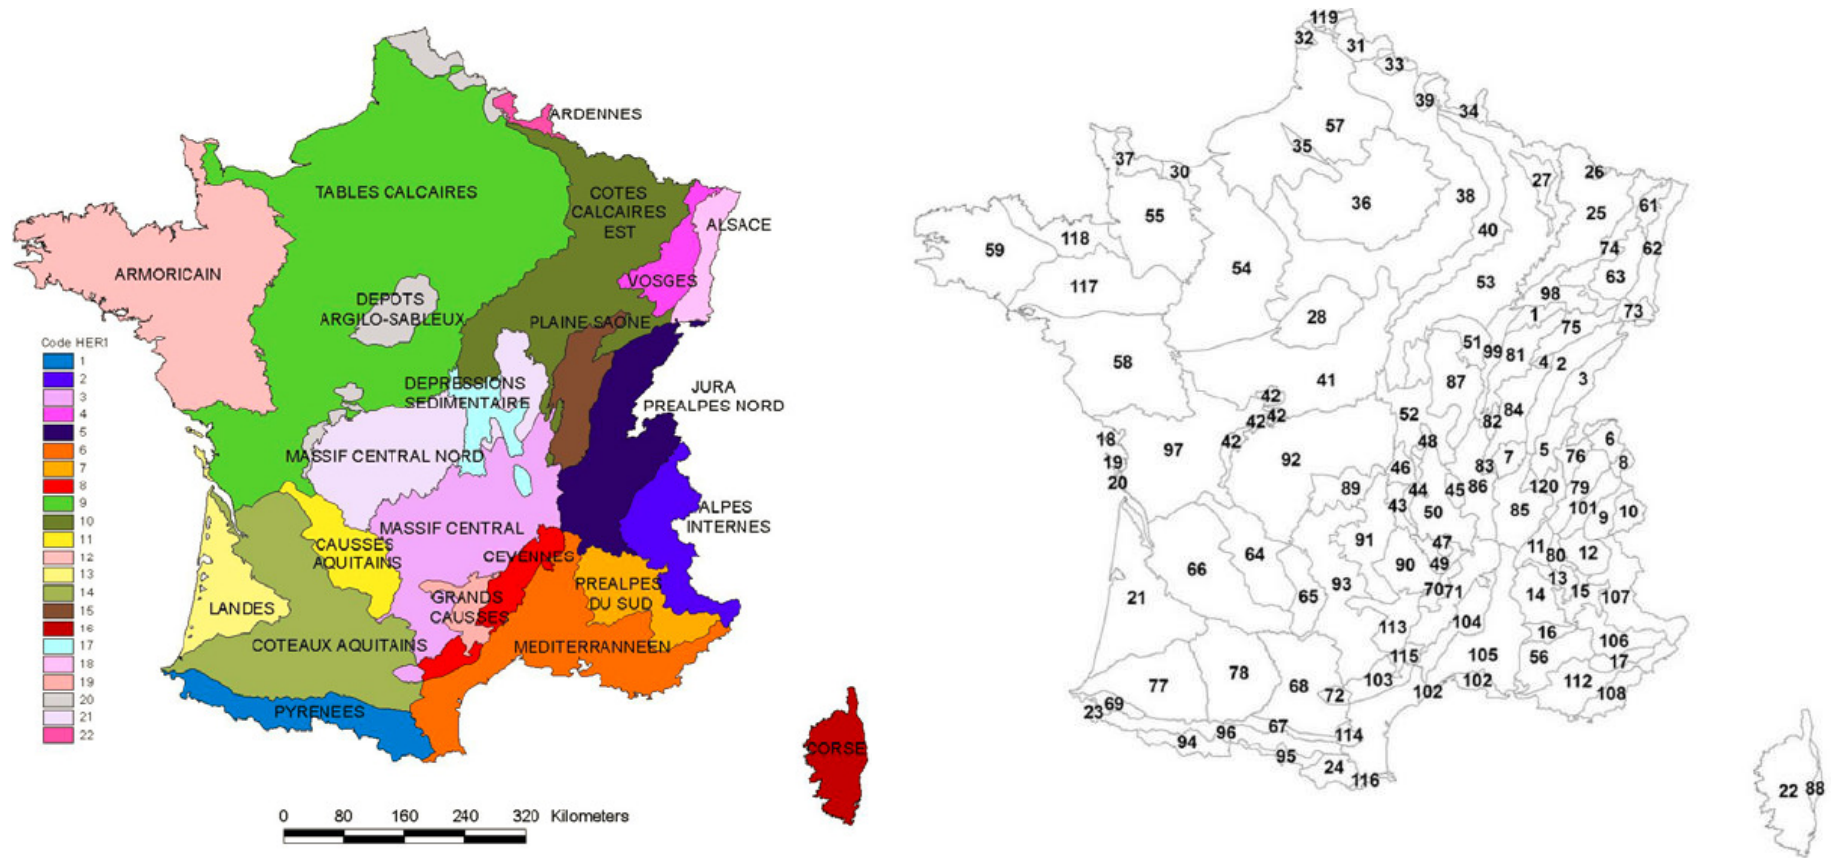 ARDENNES
TABLES CALCAIRES
COTES
CALCAIRES
EST
ALSACE
ARMORICAIN
VOSGES
DEPOTS
ARGILO-SABLEUX
PLAINE SAONE
DEPRESSIONS
SEDIMENTAIRE
JURA
PREALPES NORD
MASSIF CENTRAL NORD
ALPES
INTERNES
MASSIF CENTRAL
CAUSSES
AQUITAINS
CEVENNES
PREALPES
DU SUD
GRANDS
CAUSSES
LANDES
COTEAUX AQUITAINS
MEDITERRANNEEN
PYRENEES
CORSE
Code HER1
1
2
3
4
5
6
7
8
9
10
11
12
13
14
15
16
17
18
19
20
21
22
0 80 160 240 320 Kilometers
119
32 31
33
39 34
57
35
37 30
26
27
36 38 25 61
55
40
118 74 62
59
54 63
53
117 98
28 1 73
75
51 99 81
58 4 2
41 87 3
42
42 42 52 84
82
18 42 48 6
97 5 76
92 7 8
19 46 83
20 89 44 45 86 120 79
43 50 85 101 9 10
91 47 11
64 80 12
90 49
66 13
93 70 71 15
21 65 14 107
104
113 16
106
115 105 56 17
78 103 102 112
77 68 72 102 108
69
23
67
96 114
94
95 24
116
22 88